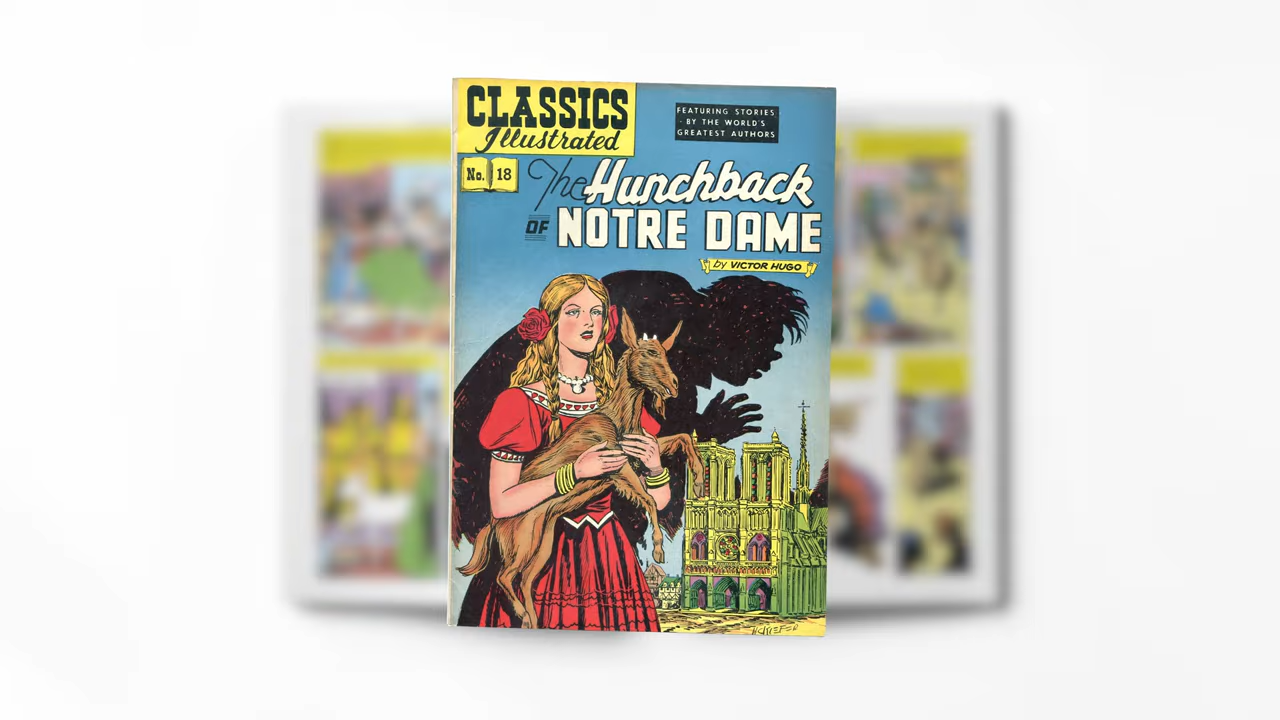 CLASSICS
Illustrated
FEATURING STORIES
BY THE WORLD'S
GREATEST AUTHORS
No. 18
The Hunchback
OF NOTRE DAME
by VICTOR HUGO